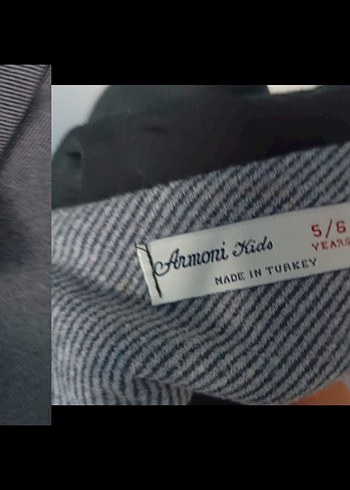 Armoni Kids
5/6
YEARS
MADE IN TURKEY